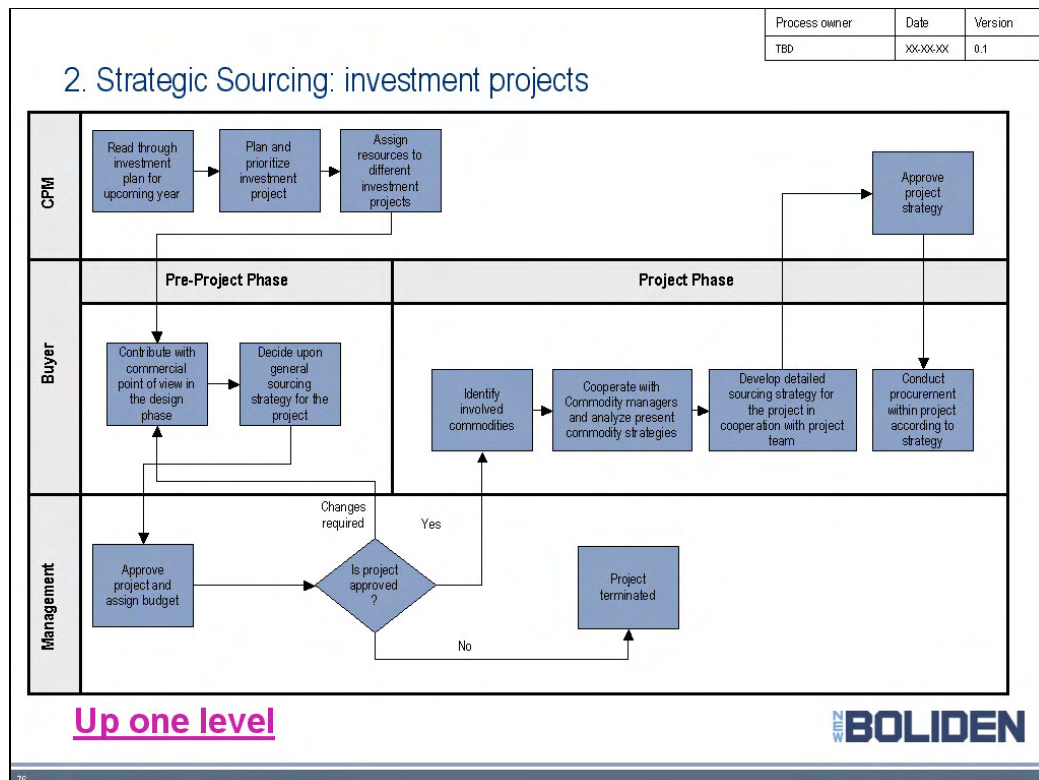 Process owner
Date
Version
TBD
XX-XX-XX
0.1
2. Strategic Sourcing: investment projects
CPM
Read through
investment
plan for
upcoming year
Plan and
prioritize
investment
project
Assign
resources to
different
investment
projects
Approve
project
strategy
Buyer
Pre-Project Phase
Project Phase
Contribute with
commercial
point of view in
the design
phase
Decide upon
general
sourcing
strategy for the
project
Identify
involved
commodities
Cooperate with
Commodity managers
and analyze present
commodity strategies
Develop detailed
sourcing strategy for
the project in
cooperation with project
team
Conduct
procurement
within project
according to
strategy
Management
Changes
required
Yes
Approve
project and
assign budget
Is project
approved
?
Project
terminated
No
Up one level
NEW BOLIDEN
76